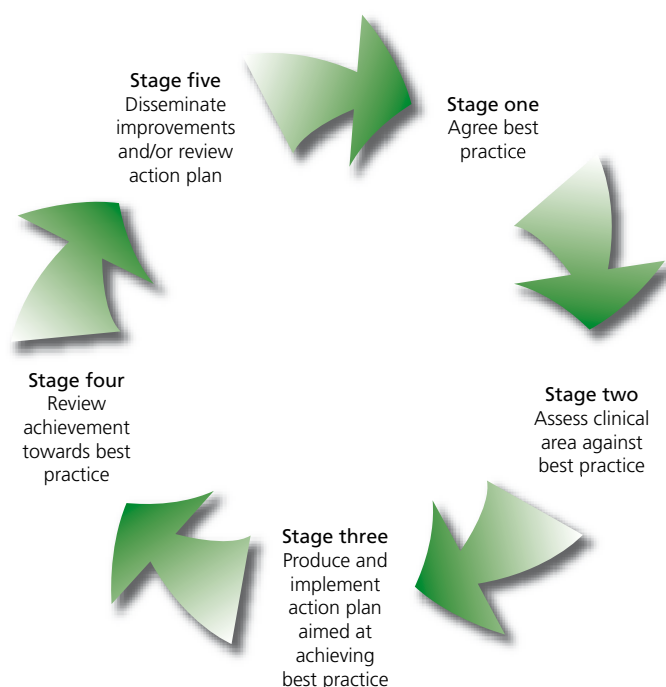 Stage one
Agree best
practice
Stage two
Assess clinical
area against
best practice
Stage three
Produce and
implement
action plan
aimed at
achieving
best practice
Stage four
Review
achievement
towards best
practice
Stage five
Disseminate
improvements
and/or review
action plan